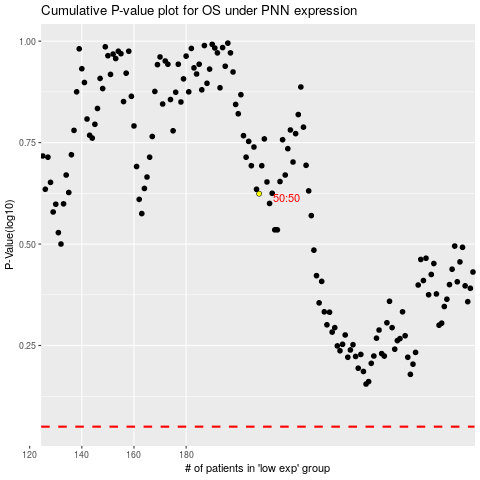 Cumulative P-value plot for OS under PNN expression
P-Value(log10)
1.00
0.75
0.50
0.25
50:50
120 140 160 180
# of patients in 'low exp' group